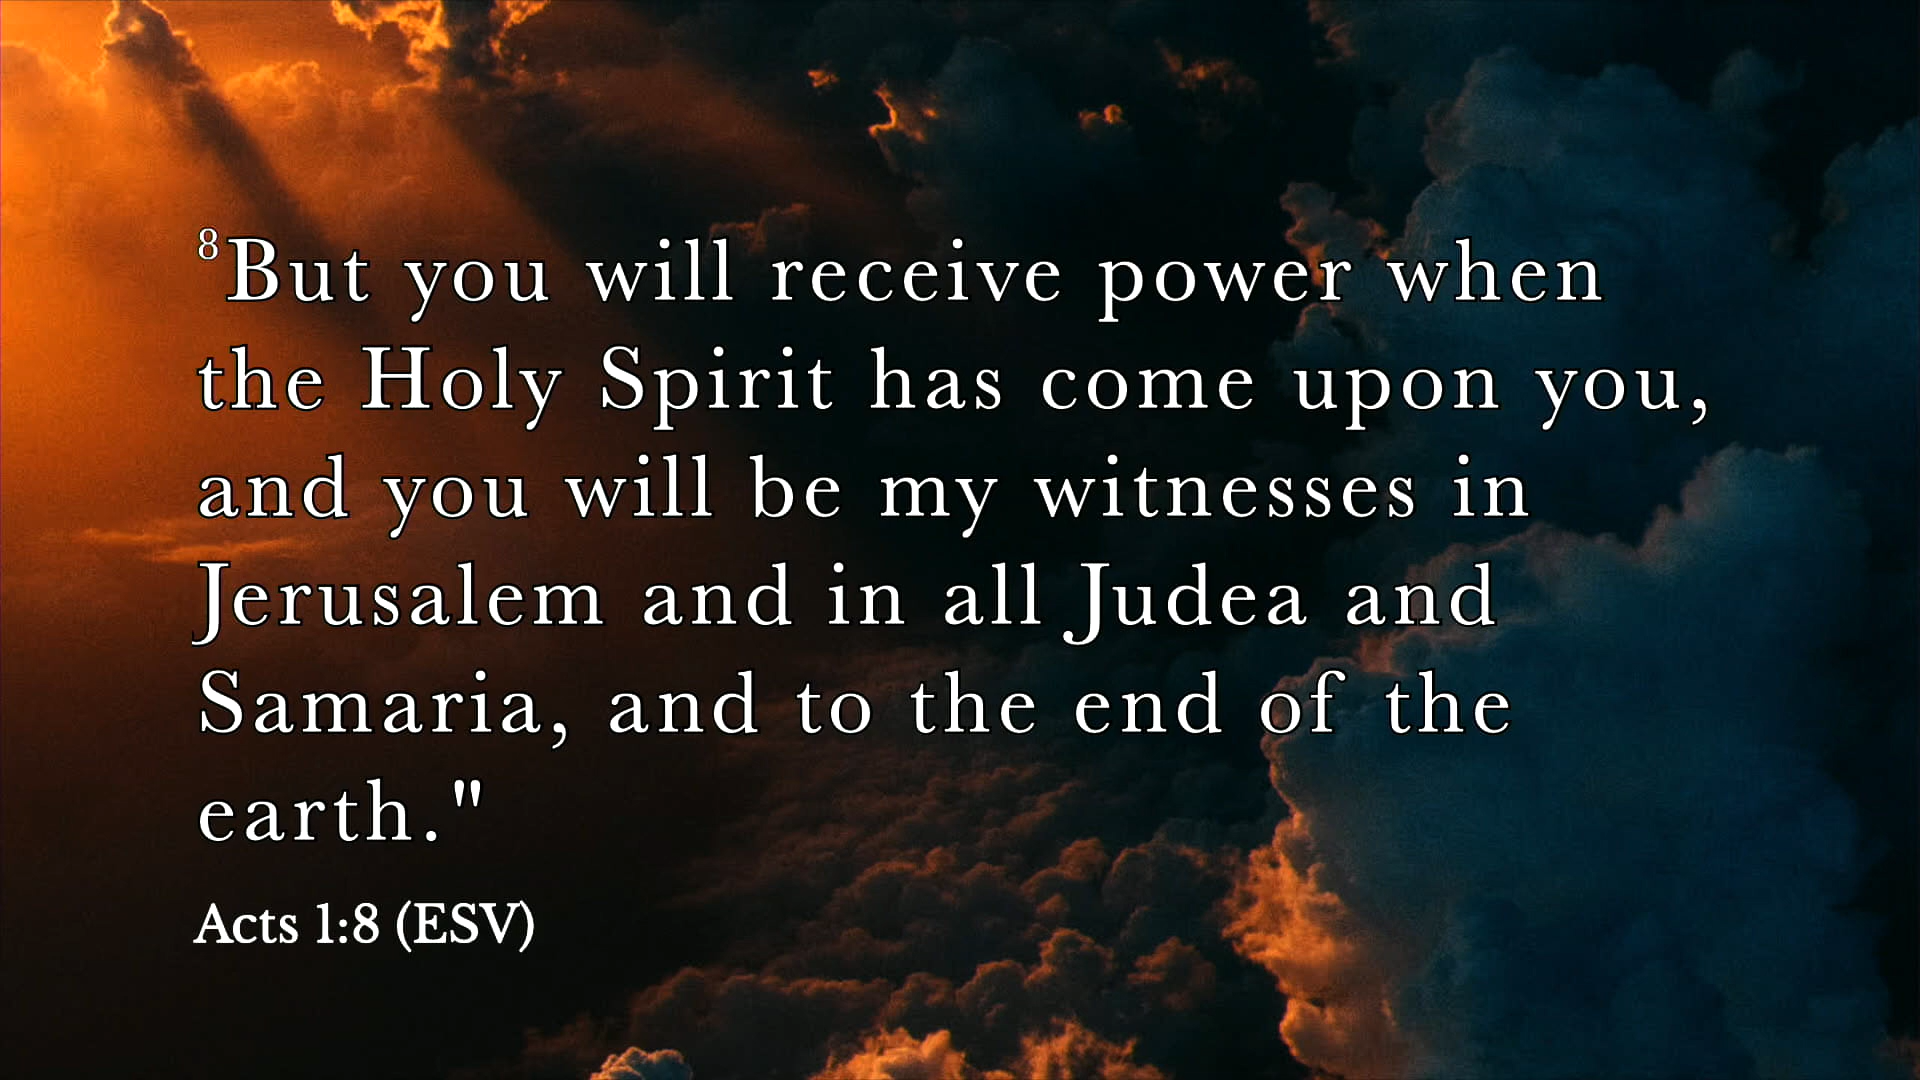 8But you will receive power when
the Holy Spirit has come upon you,
and you will be my witnesses in
Jerusalem and in all Judea and
Samaria, and to the end of the
earth."
Acts 1:8 (ESV)